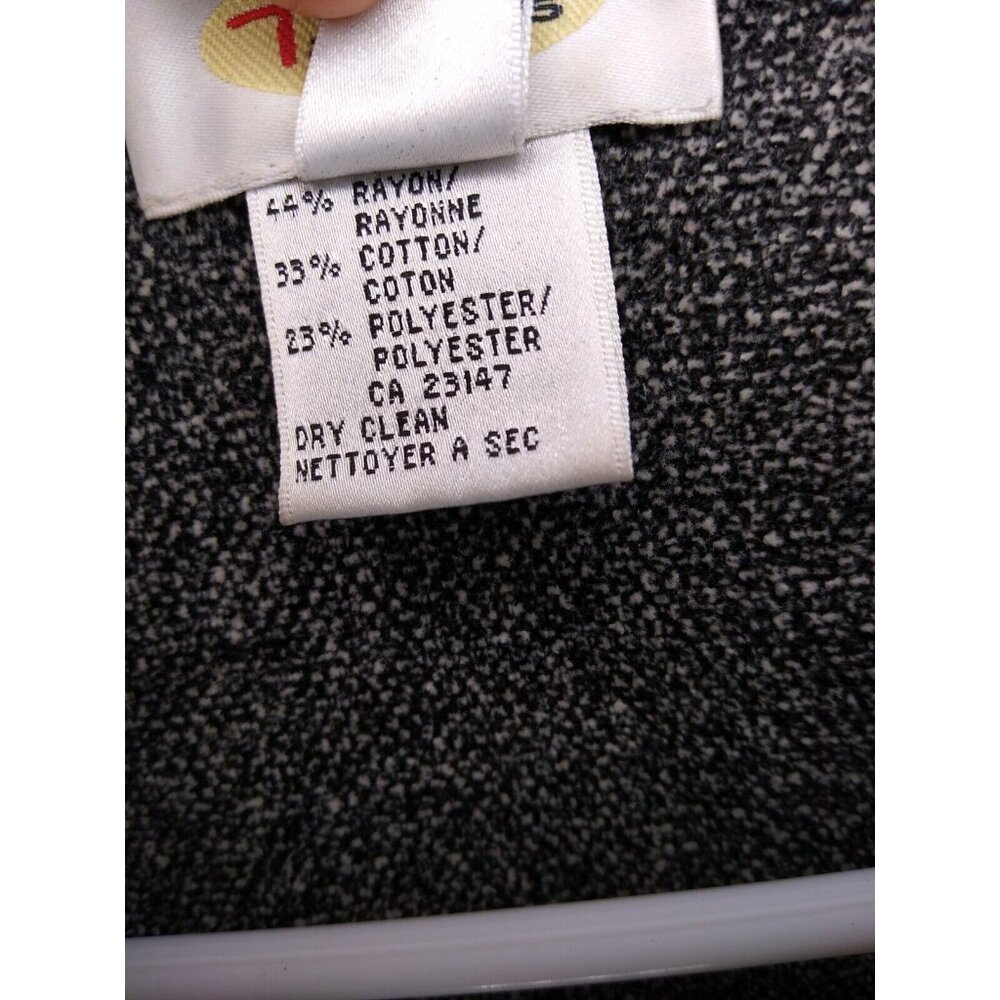 44% RAYON/
RAYONNE
33% COTTON/
COTON
23% POLYESTER/
POLYESTER
CA 23147
DRY CLEAN
NETTOYER A SEC